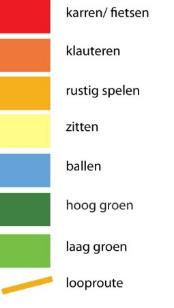 karren/ fietsen
klauteren
rustig spelen
zitten
ballen
hoog groen
laag groen
looproute